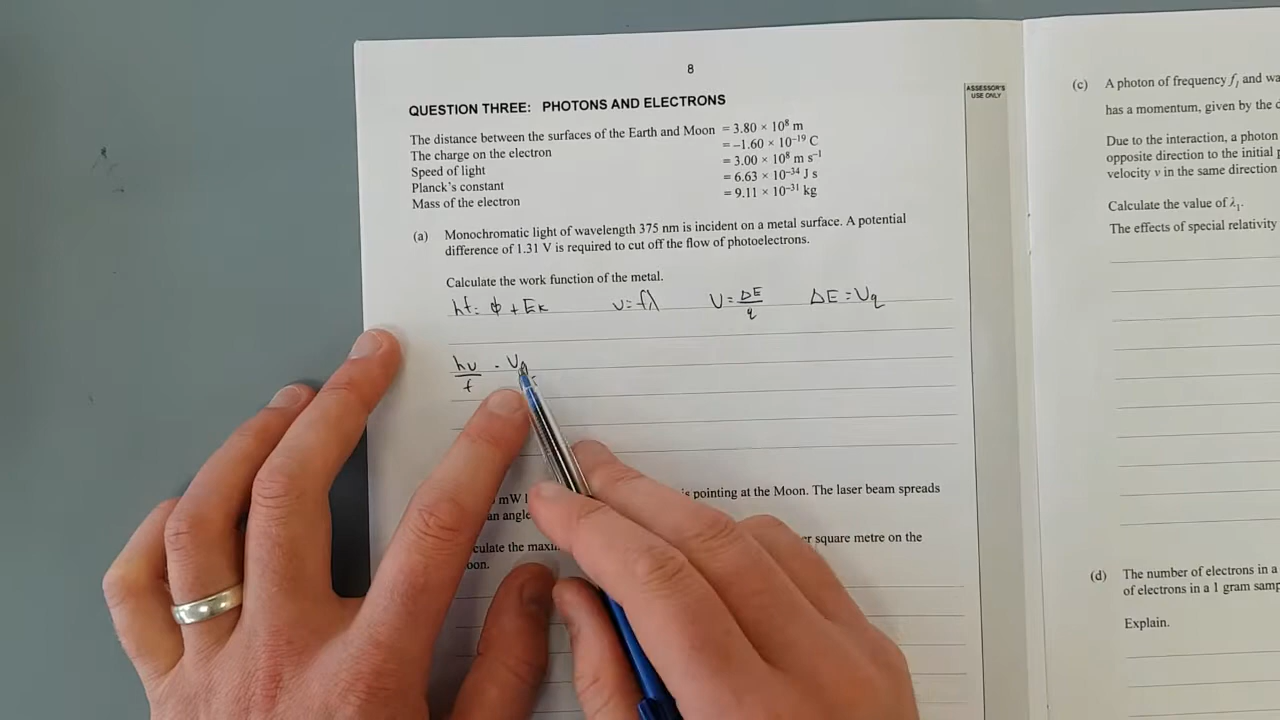 8
QUESTION THREE: PHOTONS AND ELECTRONS
ASSESSOR'S
USE ONLY
The distance between the surfaces of the Earth and Moon = 3.80 × 10⁸ m
The charge on the electron = –1.60 × 10⁻¹⁹ C
Speed of light = 3.00 × 10⁸ m s⁻¹
Planck's constant = 6.63 × 10⁻³⁴ J s
Mass of the electron = 9.11 × 10⁻³¹ kg
(a) Monochromatic light of wavelength 375 nm is incident on a metal surface. A potential
difference of 1.31 V is required to cut off the flow of photoelectrons.
Calculate the work function of the metal.
hf = ϕ + Ek v = fλ V = ΔE/q ΔE = Vq
hv/f - V
mW
is pointing at the Moon. The laser beam spreads
an angle
square metre on the
(c) A photon of frequency f
and
has a momentum, given by the
Due to the interaction, a photon
opposite direction to the initial
velocity v in the same direction
Calculate the value of λ₁.
The effects of special relativity
(d) The number of electrons in a
of electrons in a 1 gram
Explain.